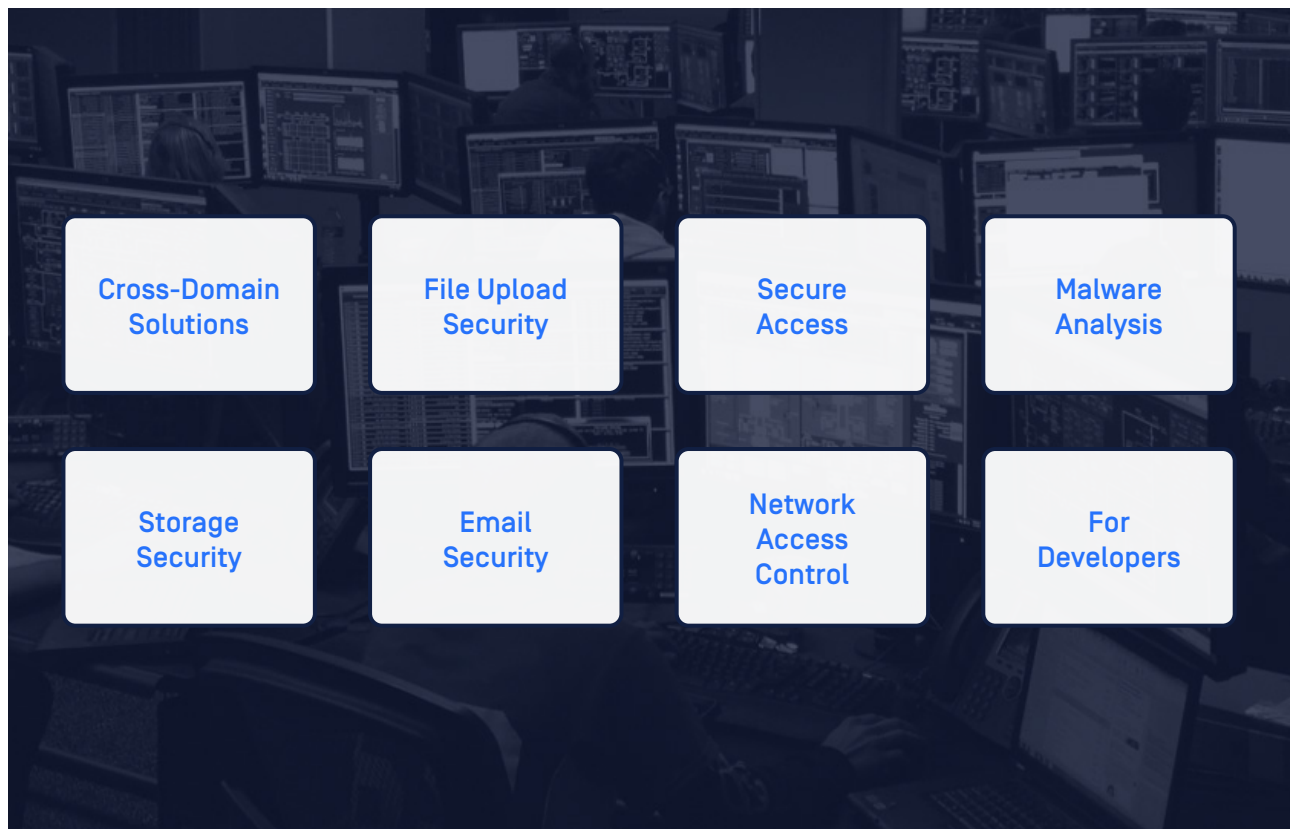 Cross-Domain
Solutions
File Upload
Security
Secure
Access
Malware
Analysis
Storage
Security
Email
Security
Network
Access
Control
For
Developers